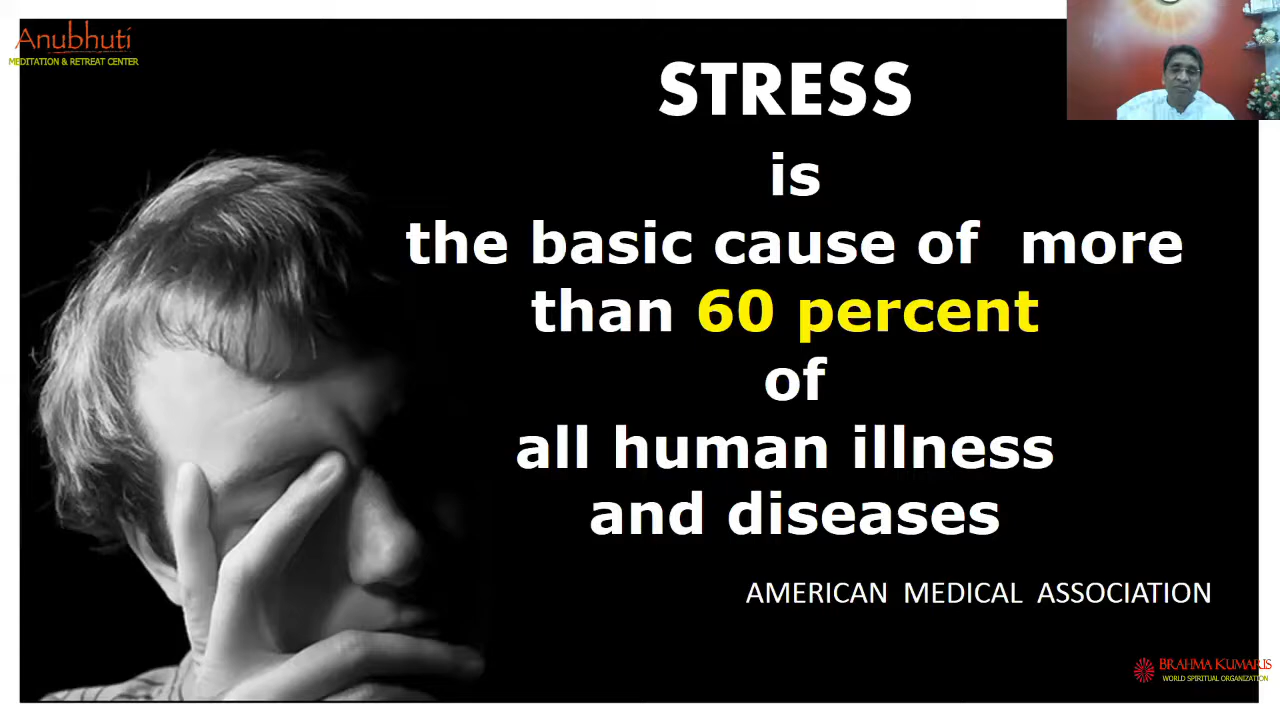 Anubhuti
MEDITATION & RETREAT CENTER
STRESS
is
the basic cause of more
than 60 percent
of
all human illness
and diseases
AMERICAN MEDICAL ASSOCIATION
BRAHMA KUMARIS
WORLD SPIRITUAL ORGANIZATION